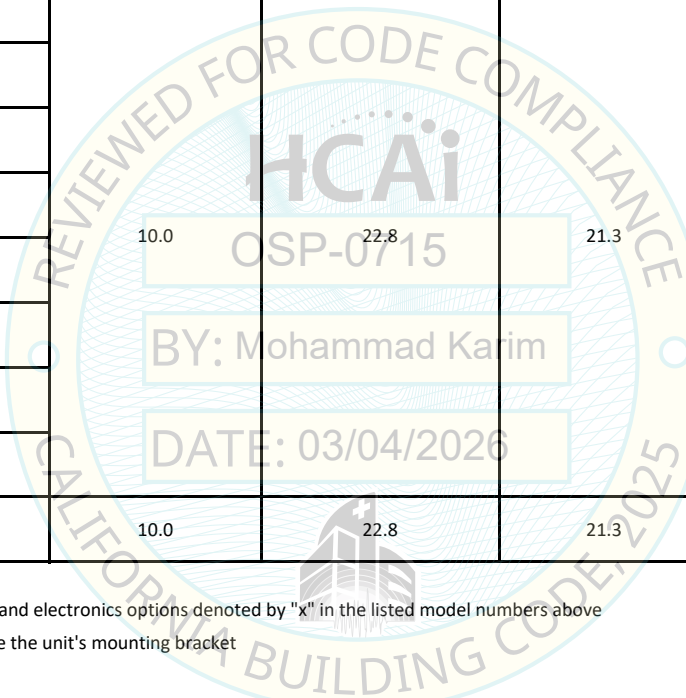 REVIEWED FOR CODE COMPLIANCE
HCAi
10.0 22.8 21.3
OSP-0715
BY: Mohammad Karim
DATE: 03/04/2026
10.0 22.8 21.3
and electronics options denoted by "x" in the listed model numbers above
the unit's mounting bracket
CALIFORNIA BUILDING CODE, 2025